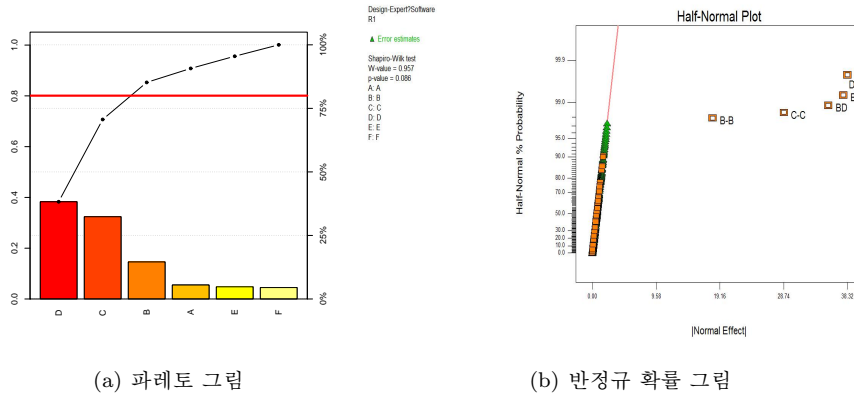 1.0
0.8
0.6
0.4
0.2
0.0
100%
75%
50%
25%
0%
D
C
B
A
E
F
(a) 파레토 그림
Design-Expert?Software
R1
Error estimates
Shapiro-Wilk test
W-value = 0.957
p-value = 0.086
A: A
B: B
C: C
D: D
E: E
F: F
Half-Normal Plot
Half-Normal % Probability
99.9
99.0
95.0
90.0
80.0
70.0
50.0
30.0
20.0
10.0
0.0
B-B
C-C
BD
D
0.00
9.58
19.16
28.74
38.32
|Normal Effect|
(b) 반정규 확률 그림